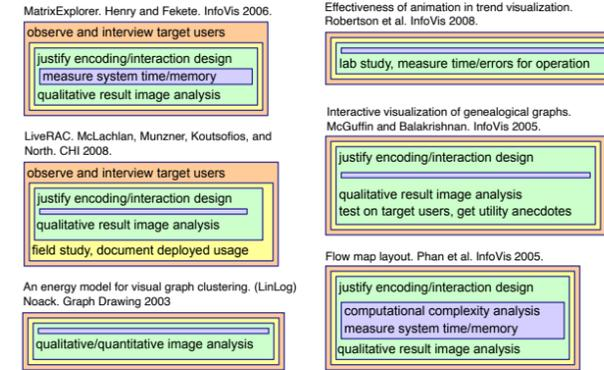 MatrixExplorer. Henry and Fekete. InfoVis 2006.
observe and interview target users
justify encoding/interaction design
measure system time/memory
qualitative result image analysis
LiveRAC. McLachlan, Munzner, Koutsofios, and
North. CHI 2008.
observe and interview target users
justify encoding/interaction design
qualitative result image analysis
field study, document deployed usage
An energy model for visual graph clustering. (LinLog)
Noack. Graph Drawing 2003
qualitative/quantitative image analysis
Effectiveness of animation in trend visualization.
Robertson et al. InfoVis 2008.
lab study, measure time/errors for operation
Interactive visualization of genealogical graphs.
McGuffin and Balakrishnan. InfoVis 2005.
justify encoding/interaction design
qualitative result image analysis
test on target users, get utility anecdotes
Flow map layout. Phan et al. InfoVis 2005.
justify encoding/interaction design
computational complexity analysis
measure system time/memory
qualitative result image analysis